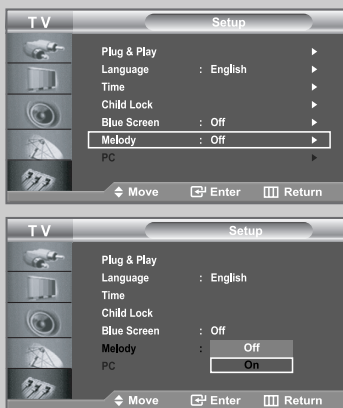 TV Setup
Plug & Play
Language : English
Time
Child Lock
Blue Screen : Off
Melody : Off
PC
Move Enter Return
TV Setup
Plug & Play
Language : English
Time
Child Lock
Blue Screen : Off
Melody : Off
PC On
Move Enter Return